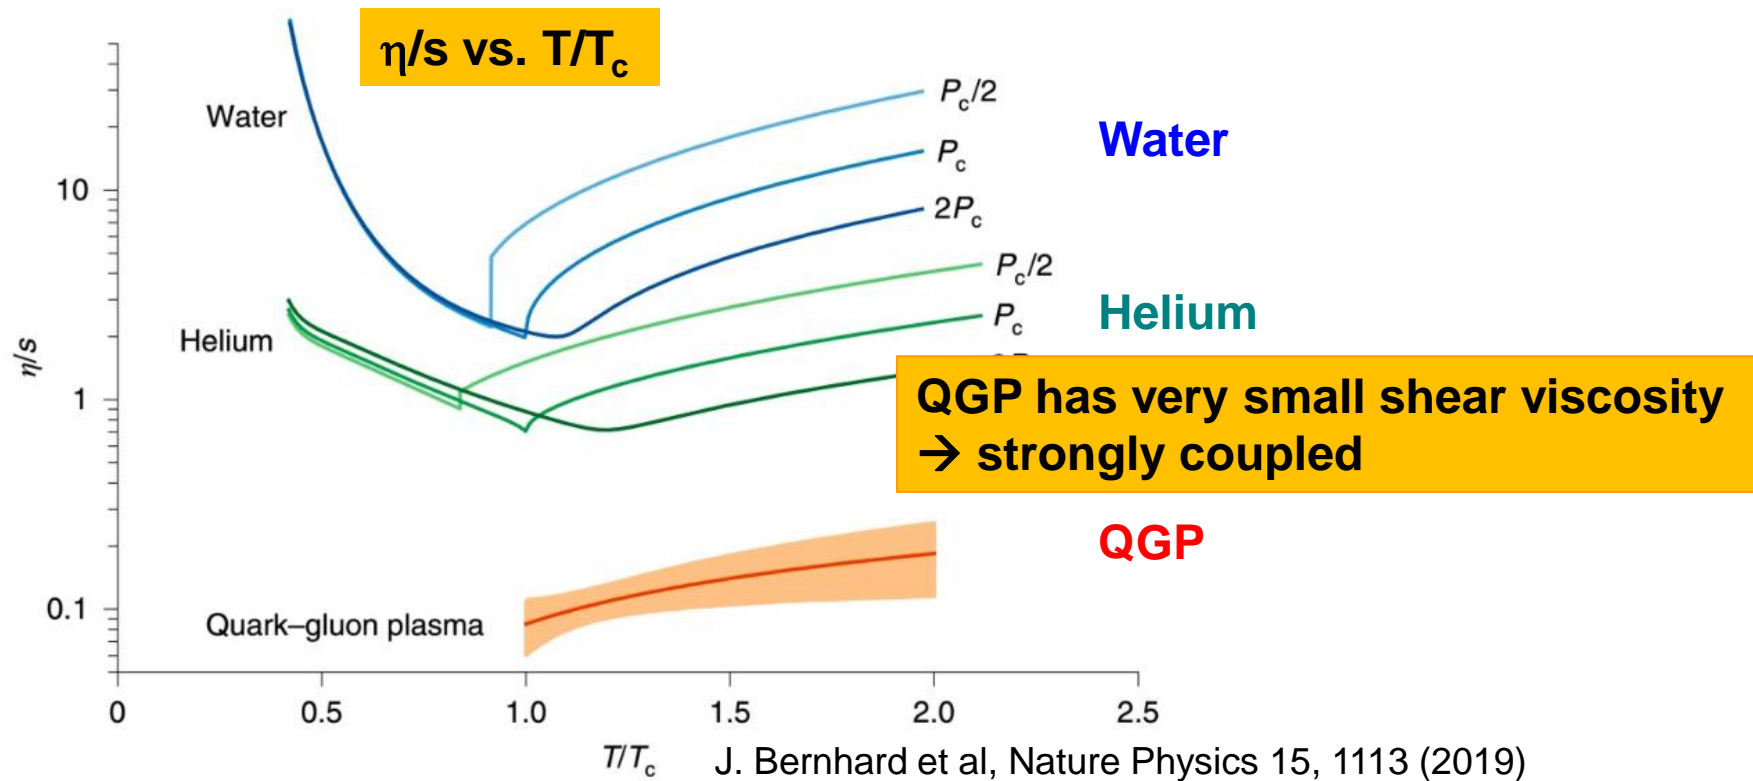 η/s vs. T/Tc
Water
Pc/2
Pc
2Pc
Water
10
Pc/2
Pc
Helium
Helium
η/s
1
QGP has very small shear viscosity
→ strongly coupled
QGP
0.1
Quark–gluon plasma
0 0.5 1.0 1.5 2.0 2.5
T/Tc
J. Bernhard et al, Nature Physics 15, 1113 (2019)